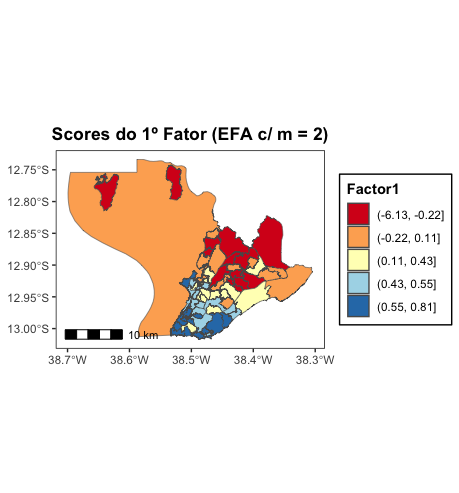 Scores do 1º Fator (EFA c/ m = 2)
12.75°S
12.80°S
12.85°S
12.90°S
12.95°S
13.00°S
10 km
38.7°W 38.6°W 38.5°W 38.4°W 38.3°W
Factor1
(-6.13, -0.22]
(-0.22, 0.11]
(0.11, 0.43]
(0.43, 0.55]
(0.55, 0.81]